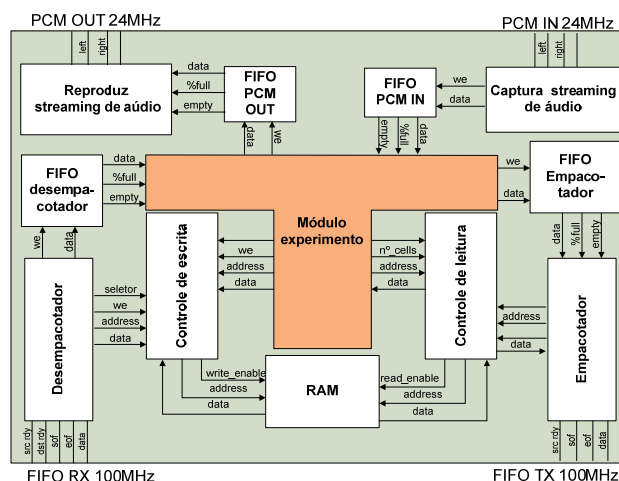 PCM OUT 24MHz
PCM IN 24MHz
left
right
left
right
Reproduz
streaming de aúdio
data
%full
empty
FIFO
PCM
OUT
FIFO
PCM IN
we
data
Captura streaming
de áudio
data
we
empty
%full
data
FIFO
desempa-
cotador
data
%full
empty
we
data
FIFO
Empaco-
tador
Módulo
experimento
we
data
data
%full
empty
Controle de escrita
we
address
data
nº_cells
address
data
Controle de leitura
Desempacotador
seletor
we
address
data
address
data
Empacotador
write_enable
address
data
RAM
read_enable
address
data
src rdy
dst rdy
sof
eof
data
src rdy
sof
eof
data
FIFO RX 100MHz
FIFO TX 100MHz